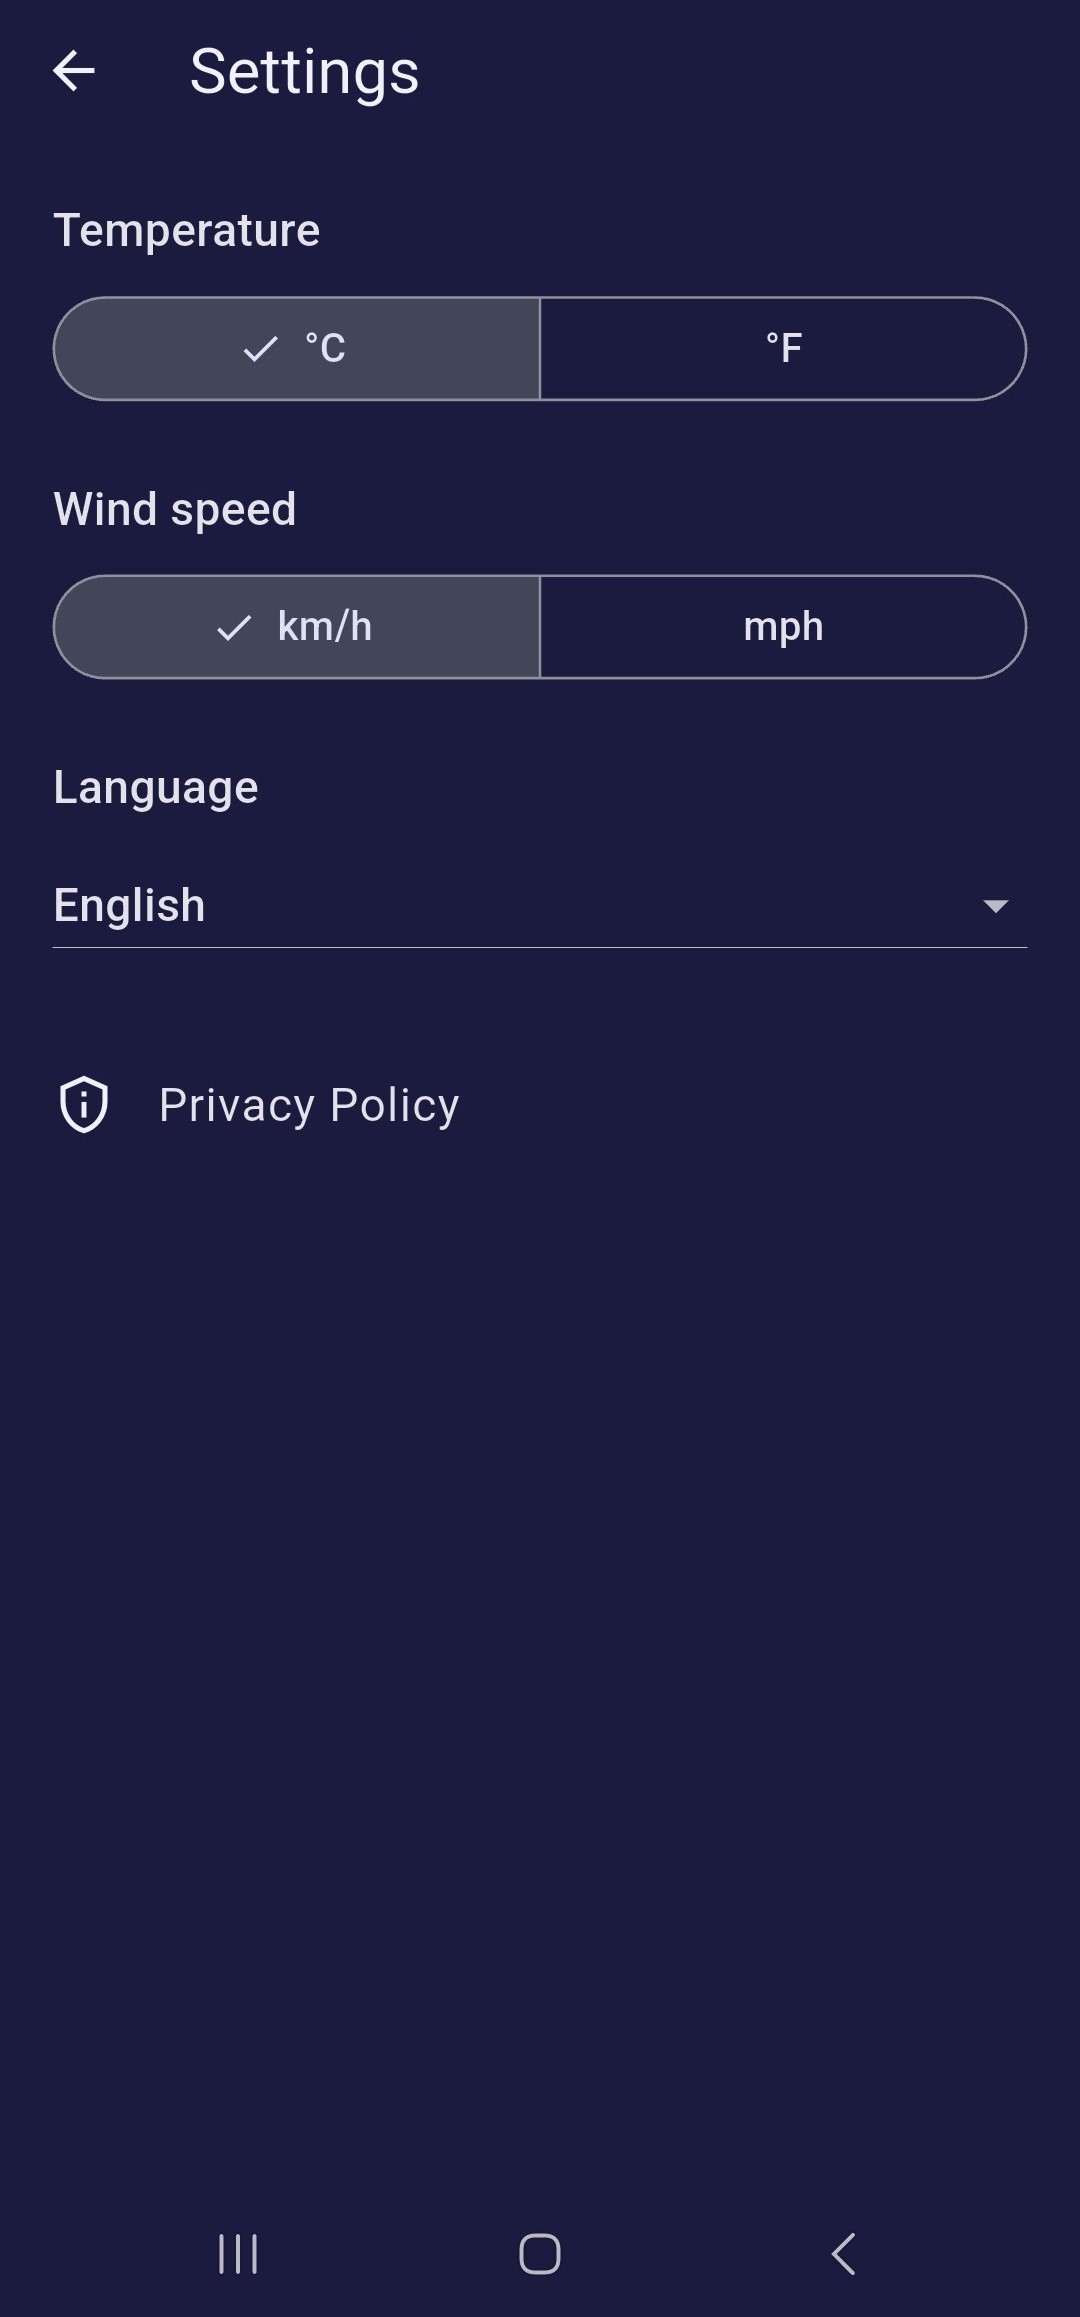 Settings
Temperature
°C
°F
Wind speed
km/h
mph
Language
English
Privacy Policy